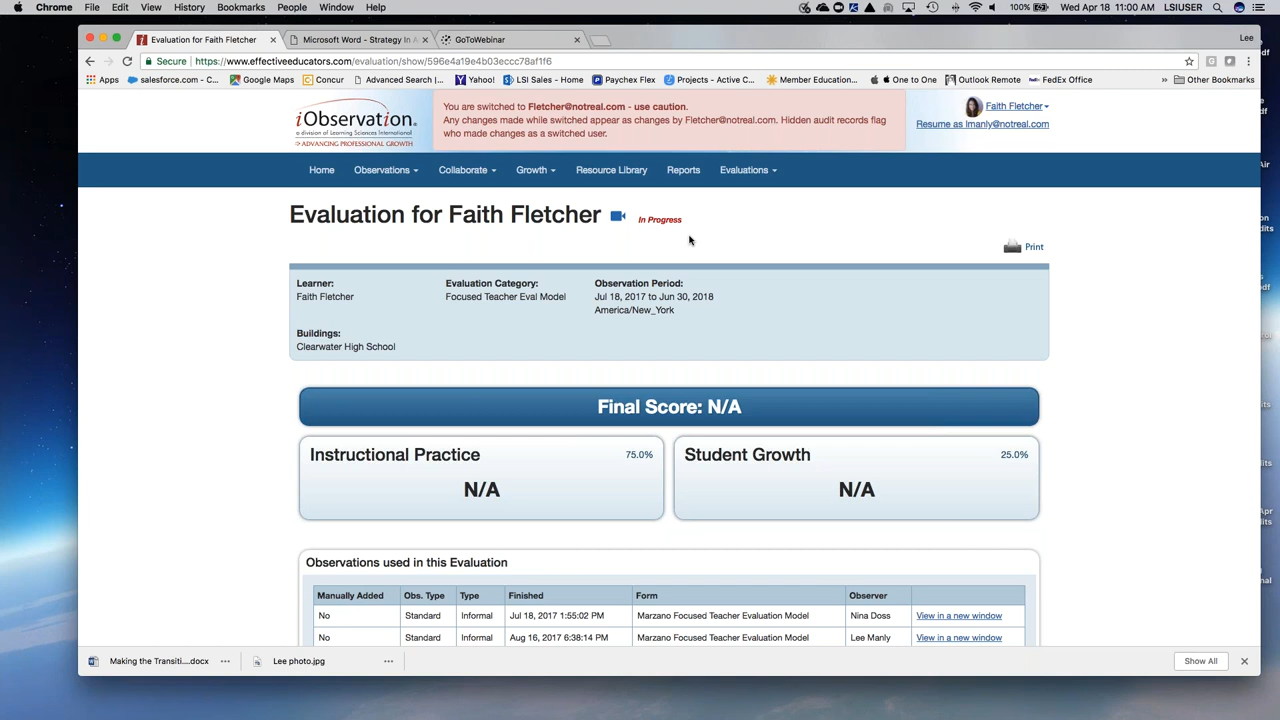 Chrome File Edit View History Bookmarks People Window Help 100% Wed Apr 18 11:00 AM LSIUSER
Evaluation for Faith Fletcher Microsoft Word - Strategy In A GoToWebinar Lee
Secure https://www.effectiveeducators.com/evaluation/show/596e4a19e4b03eccc78af1f6
Apps salesforce.com - C... Google Maps Concur Advanced Search |... Yahoo! LSI Sales - Home Paychex Flex Projects - Active C... Member Education... One to One Outlook Remote FedEx Office » Other Bookmarks
iObservation
a division of Learning Sciences International
ADVANCING PROFESSIONAL GROWTH
You are switched to Fletcher@notreal.com - use caution.
Any changes made while switched appear as changes by Fletcher@notreal.com. Hidden audit records flag
who made changes as a switched user.
Faith Fletcher
Resume as lmanly@notreal.com
Home Observations Collaborate Growth Resource Library Reports Evaluations
Evaluation for Faith Fletcher In Progress
Print
Learner: Evaluation Category: Observation Period:
Faith Fletcher Focused Teacher Eval Model Jul 18, 2017 to Jun 30, 2018
America/New_York
Buildings:
Clearwater High School
Final Score: N/A
Instructional Practice 75.0% Student Growth 25.0%
N/A N/A
Observations used in this Evaluation
Manually Added Obs. Type Type Finished Form Observer
No Standard Informal Jul 18, 2017 1:55:02 PM Marzano Focused Teacher Evaluation Model Nina Doss View in a new window
No Standard Informal Aug 16, 2017 6:38:14 PM Marzano Focused Teacher Evaluation Model Lee Manly View in a new window
Making the Transiti....docx Lee photo.jpg Show All